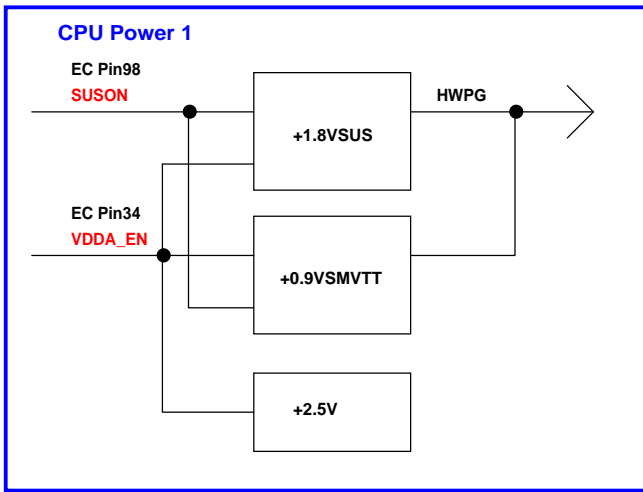 CPU Power 1
EC Pin98
SUSON
HWPG
+1.8VSUS
EC Pin34
VDDA_EN
+0.9VSMVTT
+2.5V